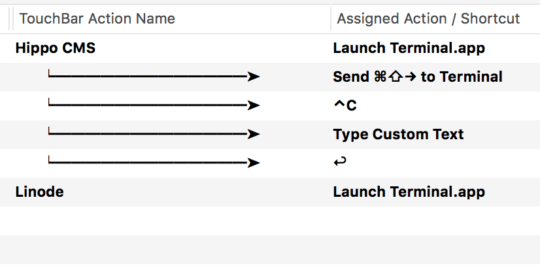 TouchBar Action Name Assigned Action / Shortcut
Hippo CMS Launch Terminal.app
Send ⌘⇧→ to Terminal
⌃C
Type Custom Text
↩
Linode Launch Terminal.app